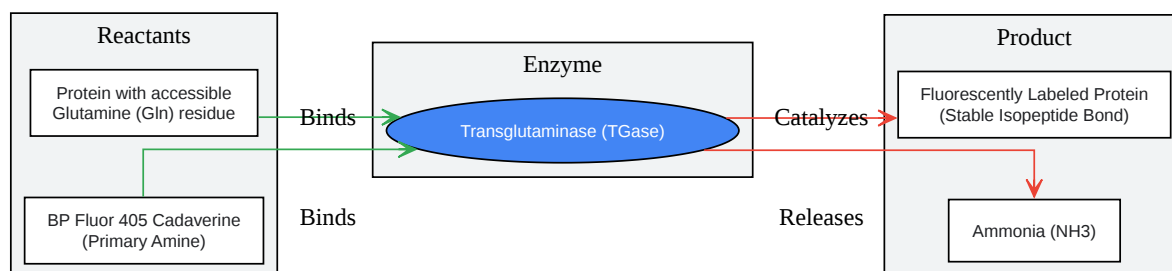 Reactants
Protein with accessible
Glutamine (Gln) residue
BP Fluor 405 Cadaverine
(Primary Amine)
Binds
Binds
Enzyme
Transglutaminase (TGase)
Catalyzes
Releases
Product
Fluorescently Labeled Protein
(Stable Isopeptide Bond)
Ammonia (NH3)